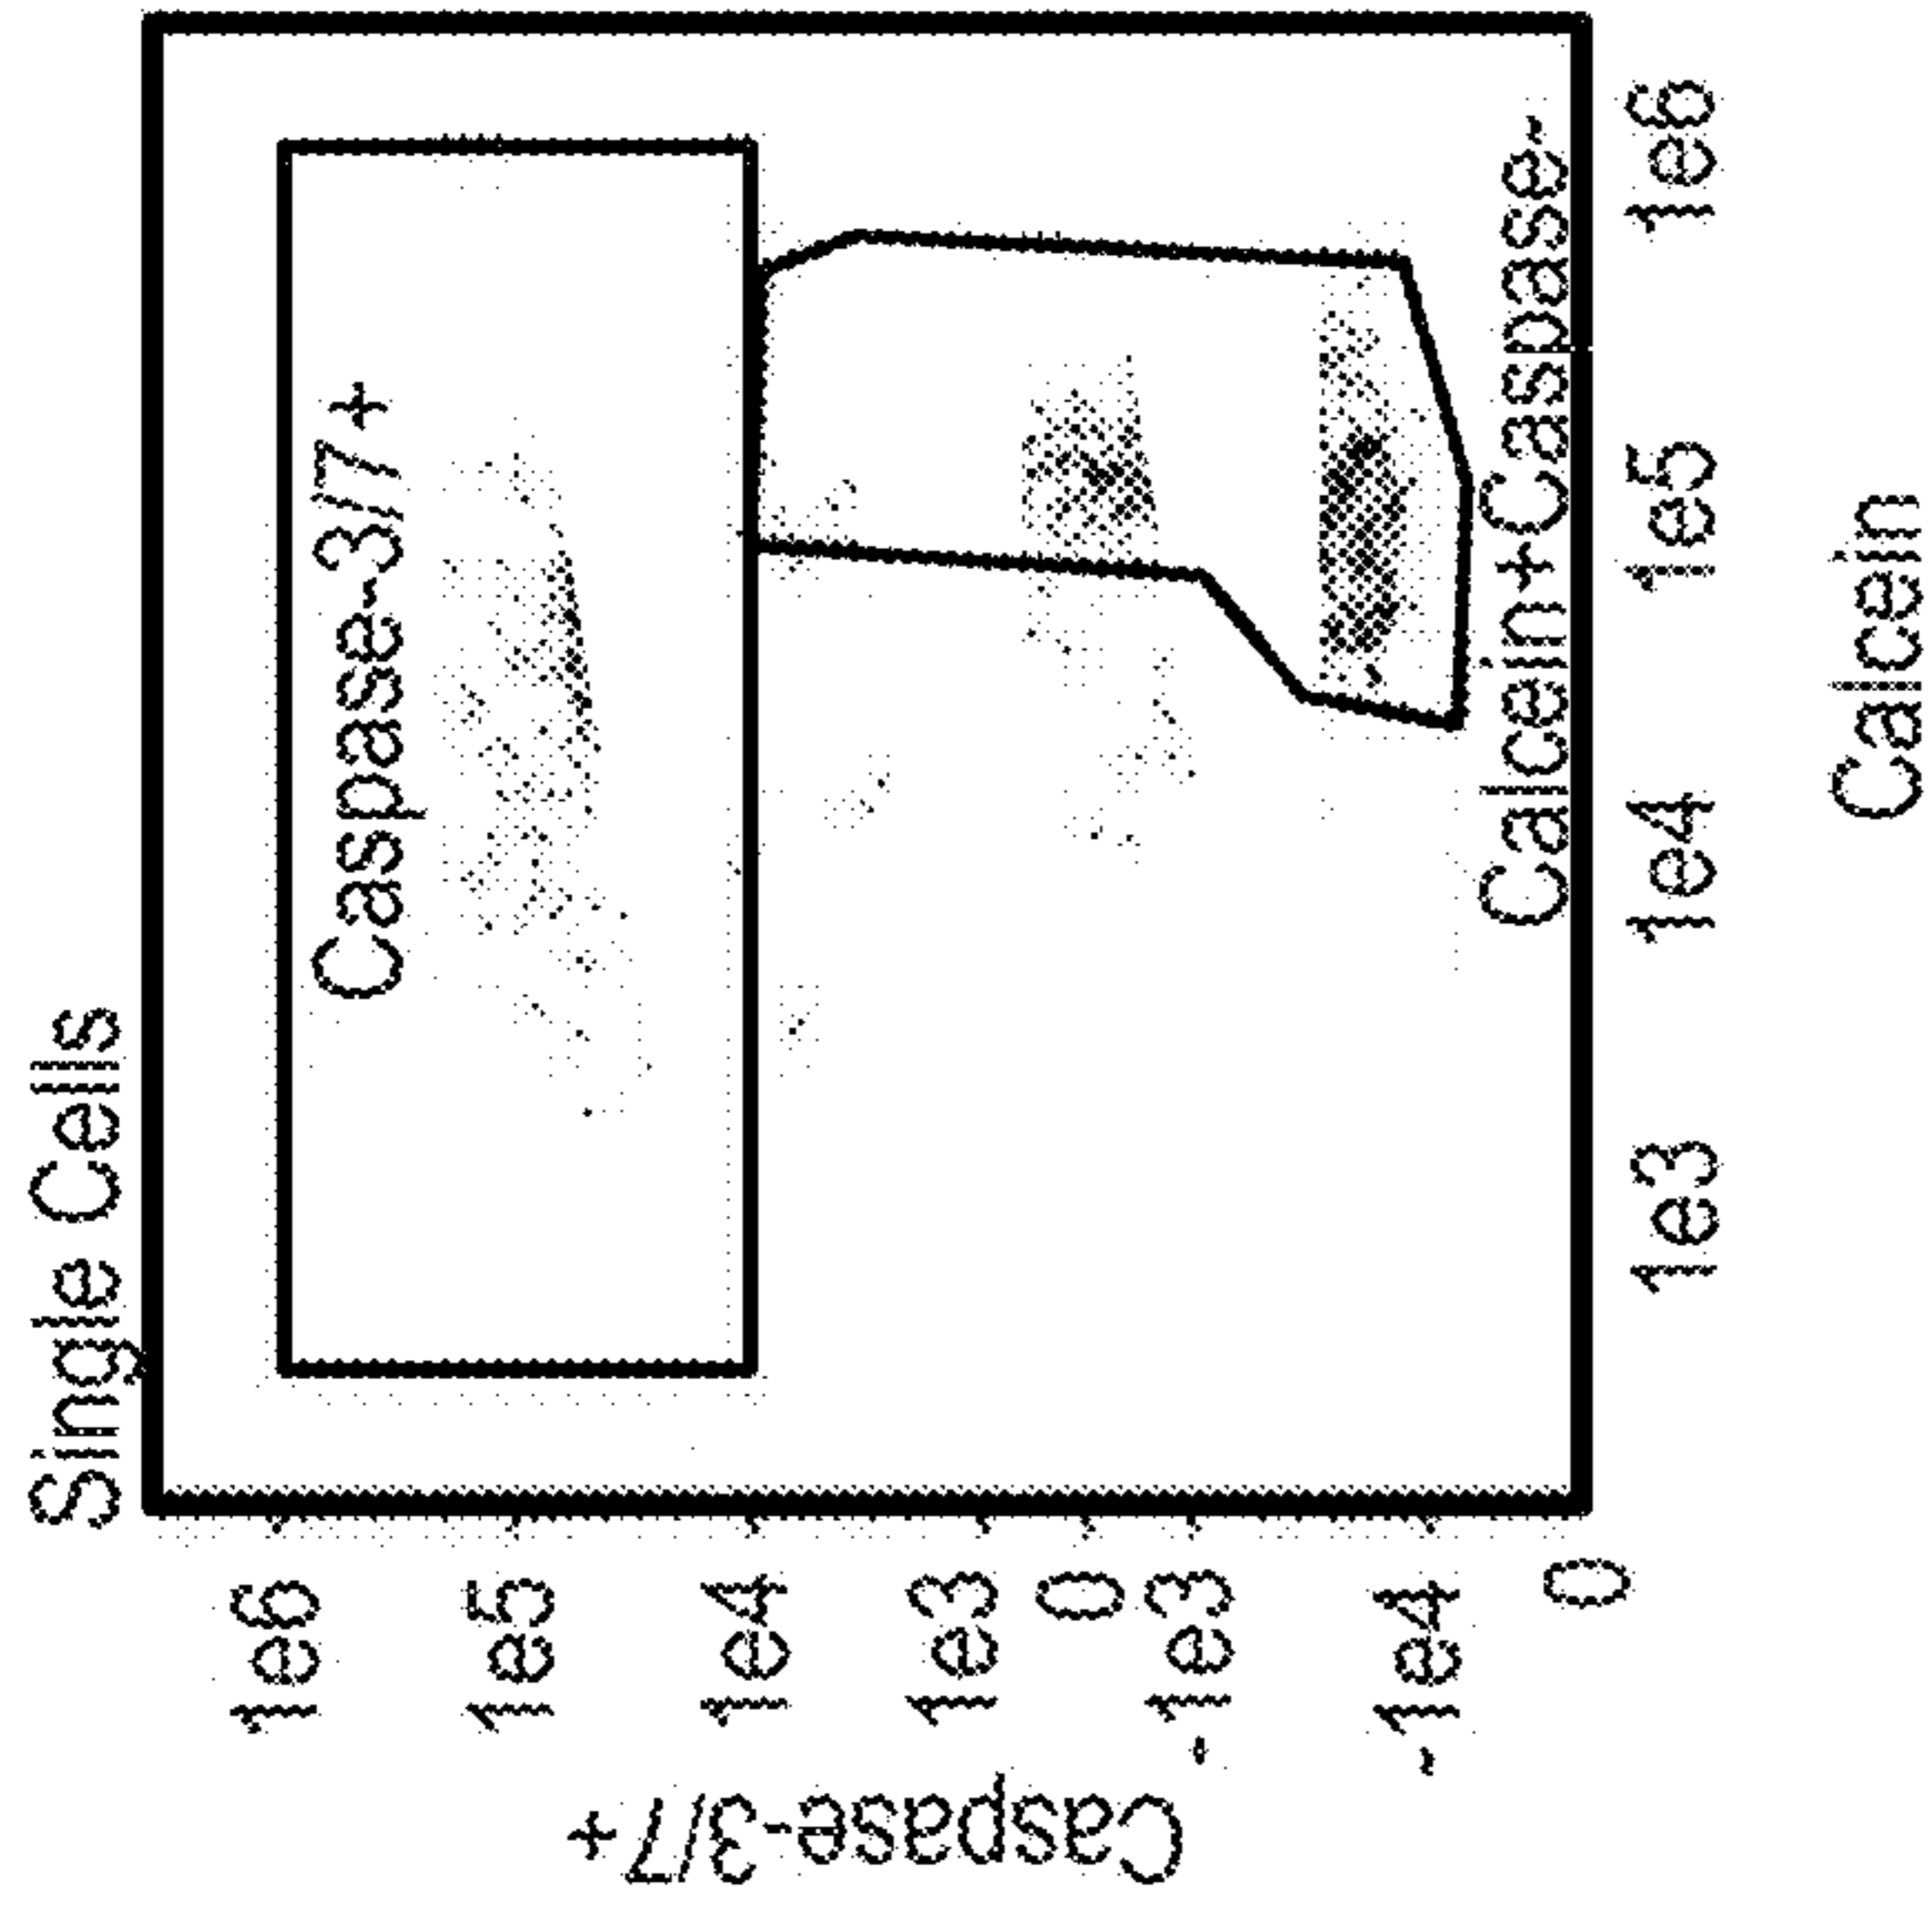 Single Cells
Caspase-3/7+
1e6
1e5
1e4
1e3
0
-1e3
-1e4
Caspase-3/7+
Calcein+Caspase-
0
1e3
1e4
1e5
1e6
Calcein